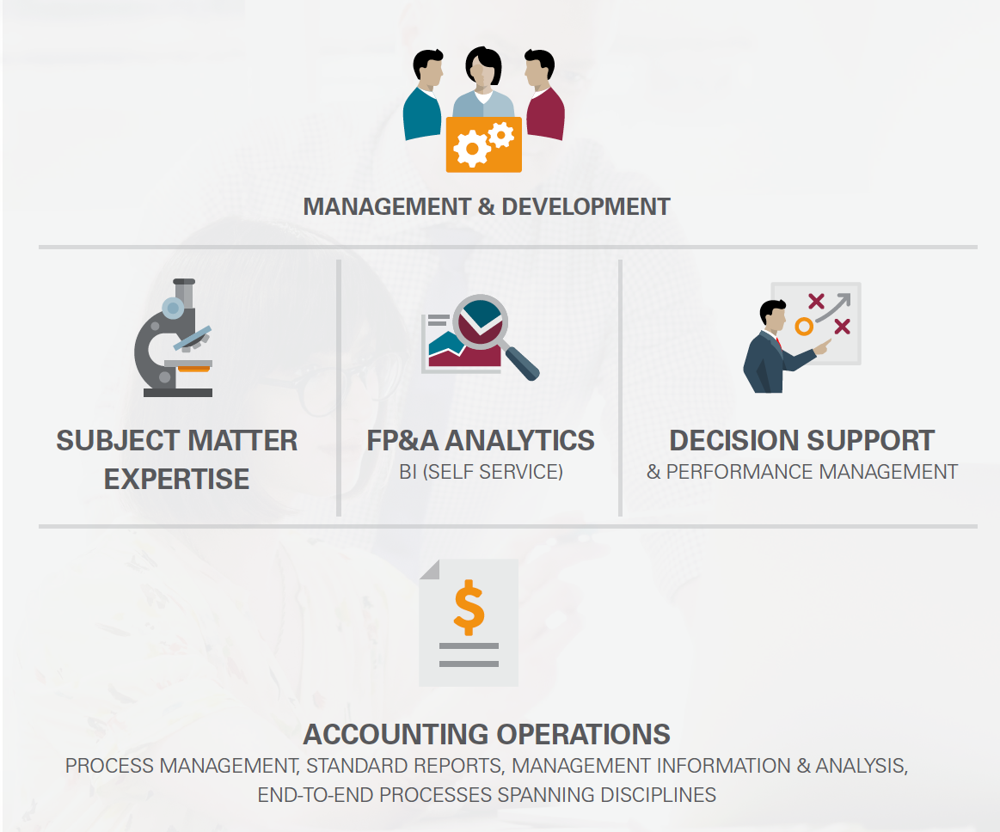 MANAGEMENT & DEVELOPMENT
SUBJECT MATTER
EXPERTISE
FP&A ANALYTICS
BI (SELF SERVICE)
DECISION SUPPORT
& PERFORMANCE MANAGEMENT
$
ACCOUNTING OPERATIONS
PROCESS MANAGEMENT, STANDARD REPORTS, MANAGEMENT INFORMATION & ANALYSIS,
END-TO-END PROCESSES SPANNING DISCIPLINES